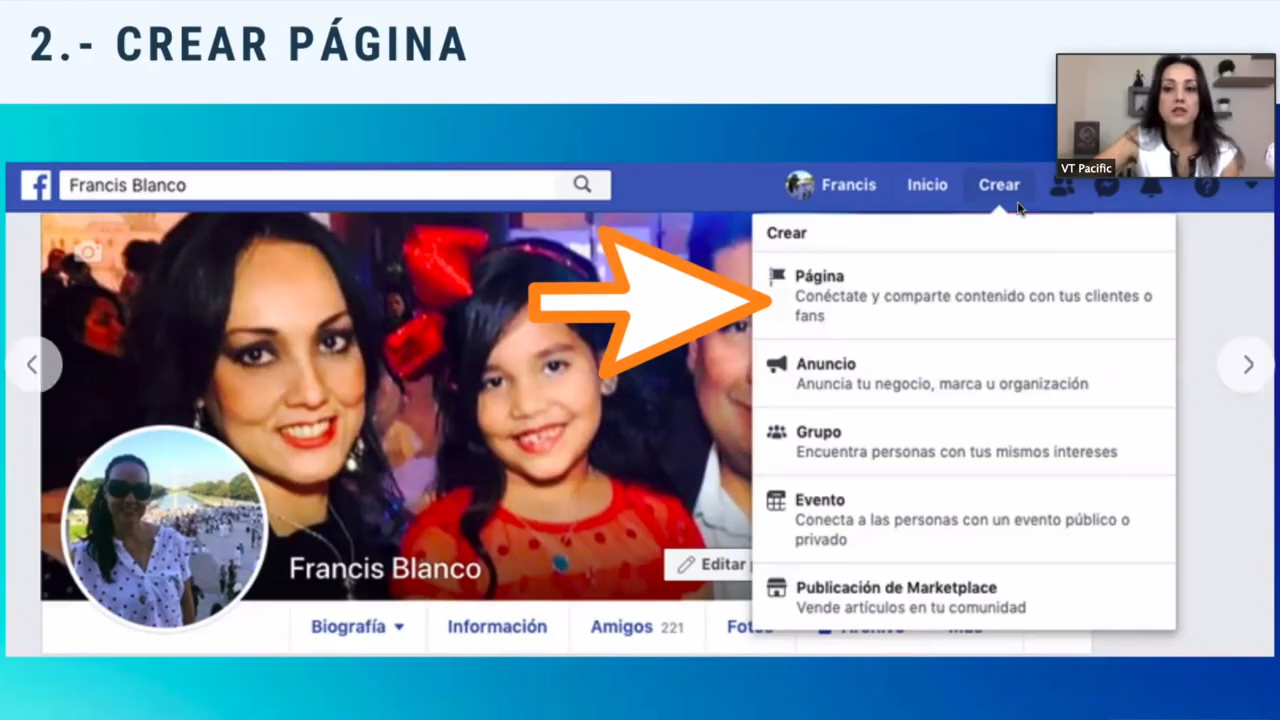 2.- CREAR PÁGINA
VT Pacific
Francis Blanco
Francis
Inicio
Crear
Crear
Página
Conéctate y comparte contenido con tus clientes o
fans
Anuncio
Anuncia tu negocio, marca u organización
Grupo
Encuentra personas con tus mismos intereses
Evento
Conecta a las personas con un evento público o
privado
Publicación de Marketplace
Vende artículos en tu comunidad
Francis Blanco
Editar
Biografía
Información
Amigos 221